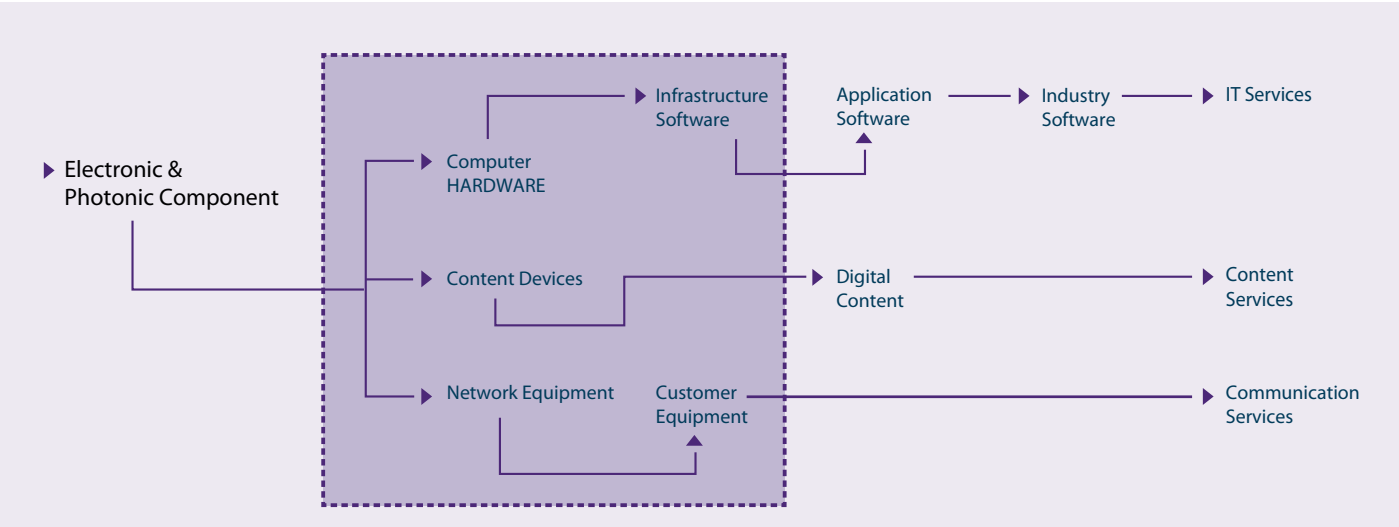 Electronic &
Photonic Component
Computer
HARDWARE
Infrastructure
Software
Application
Software
Industry
Software
IT Services
Content Devices
Digital
Content
Content
Services
Network Equipment
Customer
Equipment
Communication
Services